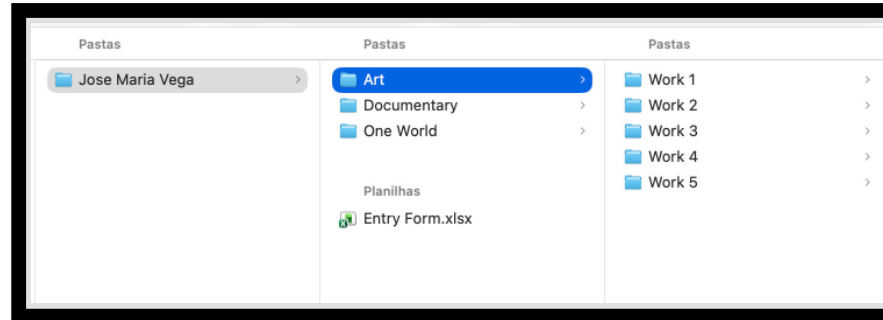 Pastas
Jose Maria Vega
Pastas
Art
Documentary
One World
Planilhas
Entry Form.xlsx
Pastas
Work 1
Work 2
Work 3
Work 4
Work 5